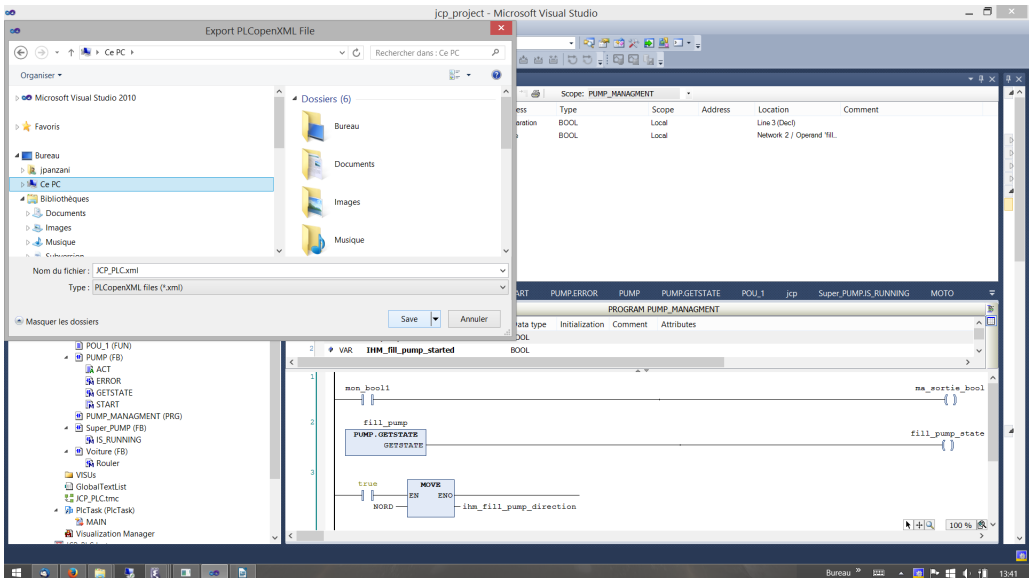 jcp_project - Microsoft Visual Studio
Export PLCopenXML File
Ce PC
Rechercher dans : Ce PC
Organiser
Microsoft Visual Studio 2010
Favoris
Bureau
jpanzani
Ce PC
Bibliothèques
Documents
Images
Musique
Subversion
Dossiers (6)
Bureau
Documents
Images
Musique
Nom du fichier : JCP_PLC.xml
Type : PLCopenXML files (*.xml)
Masquer les dossiers
Save
Annuler
Scope: PUMP_MANAGMENT
Type Scope Address Location Comment
BOOL Local Line 3 (Decl)
BOOL Local Network 2 / Operand 'fill...
PUMP.ERROR PUMP PUMP.GETSTATE POU_1 jcp Super_PUMP.IS_RUNNING MOTO
PROGRAM PUMP_MANAGMENT
Data type Initialization Comment Attributes
BOOL
2 VAR IHM_fill_pump_started BOOL
POU_1 (FUN)
PUMP (FB)
ACT
ERROR
GETSTATE
START
PUMP_MANAGMENT (PRG)
Super_PUMP (FB)
IS_RUNNING
Voiture (FB)
Rouler
VISUs
GlobalTextList
JCP_PLC.tmc
PlcTask (PlcTask)
MAIN
Visualization Manager
1
mon_bool1 ma_sortie_bool
2
fill_pump fill_pump_state
PUMP.GETSTATE
GETSTATE
3
true MOVE
EN ENO
NORD ihm_fill_pump_direction
100 %
Bureau
13:41